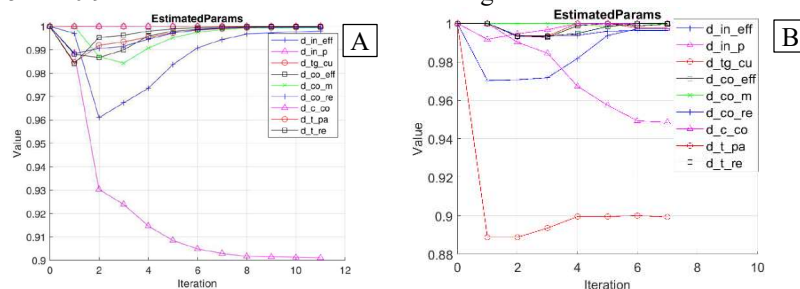 EstimatedParams
A
1
0.99
0.98
0.97
0.96
0.95
0.94
0.93
0.92
0.91
0.9
Value
0
2
4
6
8
10
12
Iteration
d_in_eff
d_in_p
d_tg_cu
d_co_eff
d_co_m
d_co_re
d_c_co
d_t_pa
d_t_re
EstimatedParams
B
1
0.98
0.96
0.94
0.92
0.9
0.88
Value
0
2
4
6
8
10
Iteration
d_in_eff
d_in_p
d_tg_cu
d_co_eff
d_co_m
d_co_re
d_c_co
d_t_pa
d_t_re